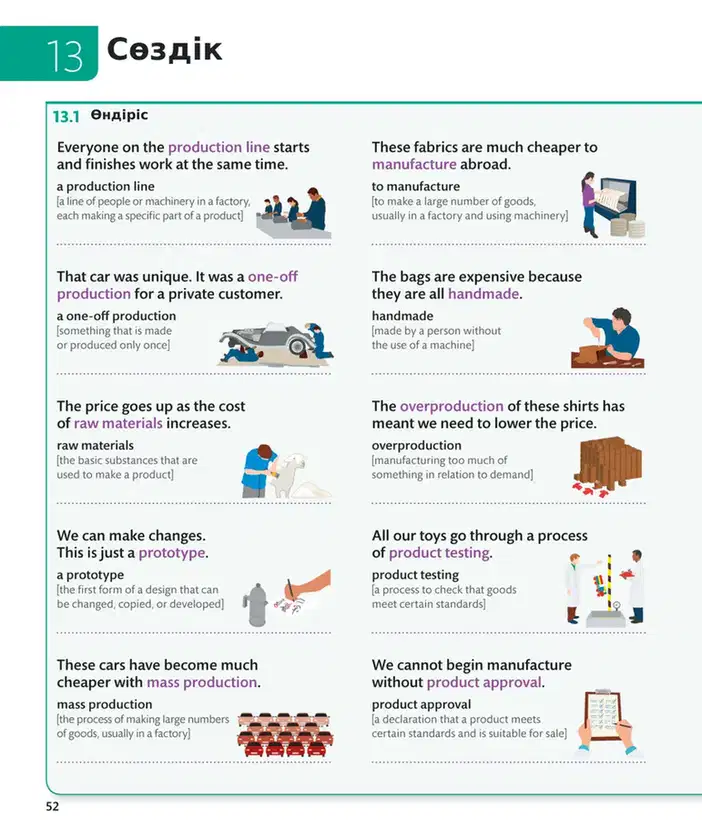 13
Сөздік
13.1 Өндіріс
Everyone on the production line starts
and finishes work at the same time.
a production line
[a line of people or machinery in a factory,
each making a specific part of a product]
These fabrics are much cheaper to
manufacture abroad.
to manufacture
[to make a large number of goods,
usually in a factory and using machinery]
That car was unique. It was a one-off
production for a private customer.
a one-off production
[something that is made
or produced only once]
The bags are expensive because
they are all handmade.
handmade
[made by a person without
the use of a machine]
The price goes up as the cost
of raw materials increases.
raw materials
[the basic substances that are
used to make a product]
The overproduction of these shirts has
meant we need to lower the price.
overproduction
[manufacturing too much of
something in relation to demand]
We can make changes.
This is just a prototype.
a prototype
[the first form of a design that can
be changed, copied, or developed]
All our toys go through a process
of product testing.
product testing
[a process to check that goods
meet certain standards]
These cars have become much
cheaper with mass production.
mass production
[the process of making large numbers
of goods, usually in a factory]
We cannot begin manufacture
without product approval.
product approval
[a declaration that a product meets
certain standards and is suitable for sale]
52